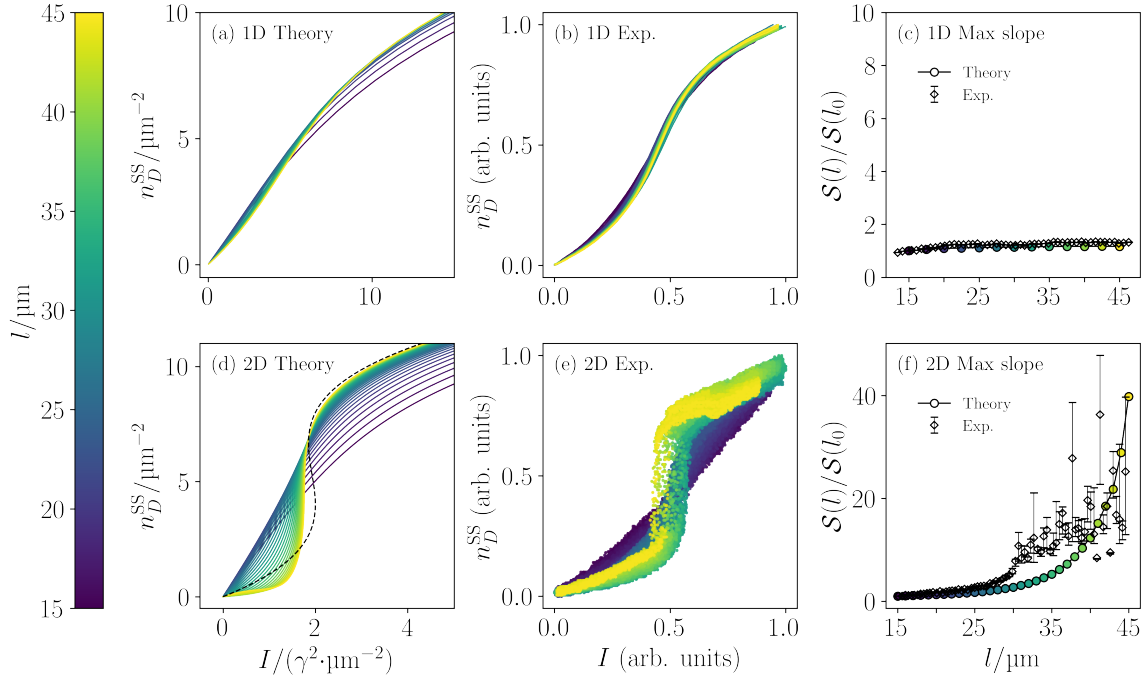 45
40
35
30
25
20
15
l/µm
(a) 1D Theory
10
5
0
n_D^SS/µm⁻²
0
10
(b) 1D Exp.
1.0
0.5
0.0
n_D^SS (arb. units)
0.0
0.5
1.0
(c) 1D Max slope
Theory
Exp.
10
8
6
4
2
0
S(l)/S(l₀)
15
25
35
45
(d) 2D Theory
10
5
0
n_D^SS/µm⁻²
0
2
4
I/(γ²·µm⁻²)
(e) 2D Exp.
1.0
0.5
0.0
n_D^SS (arb. units)
0.0
0.5
1.0
I (arb. units)
(f) 2D Max slope
Theory
Exp.
40
20
0
S(l)/S(l₀)
15
25
35
45
l/µm